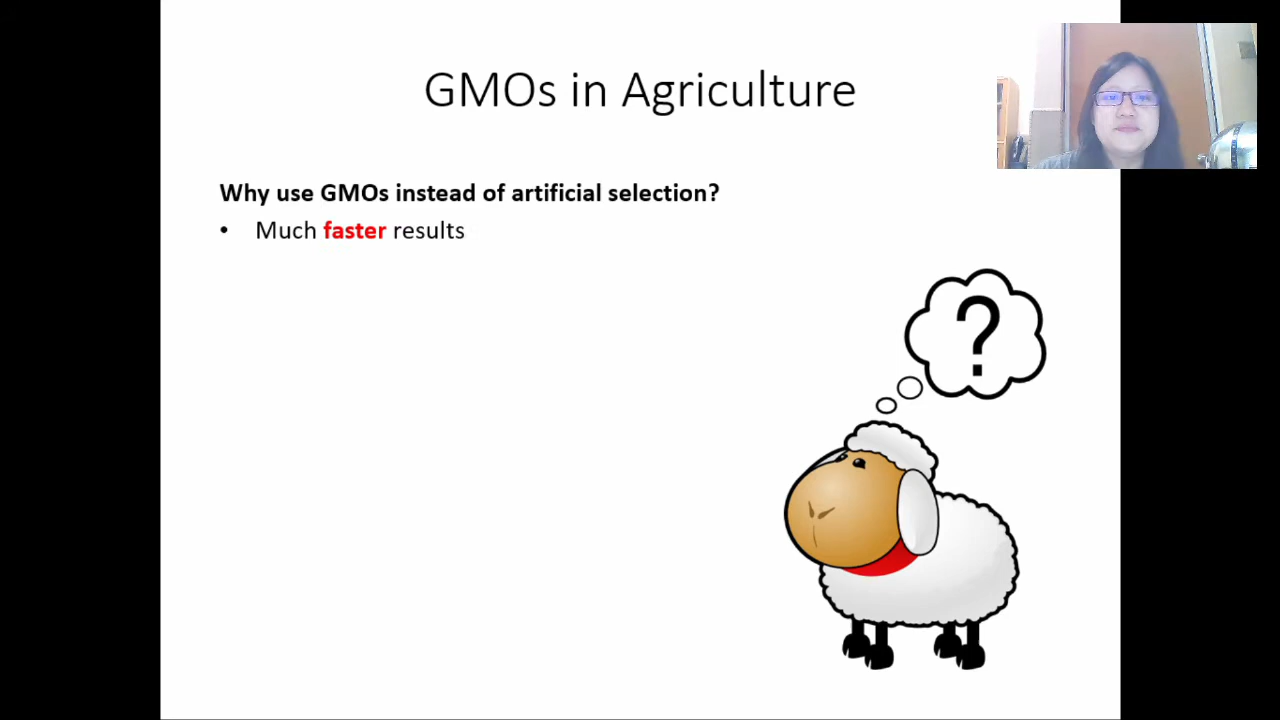 GMOs in Agriculture
Why use GMOs instead of artificial selection?
• Much faster results
?